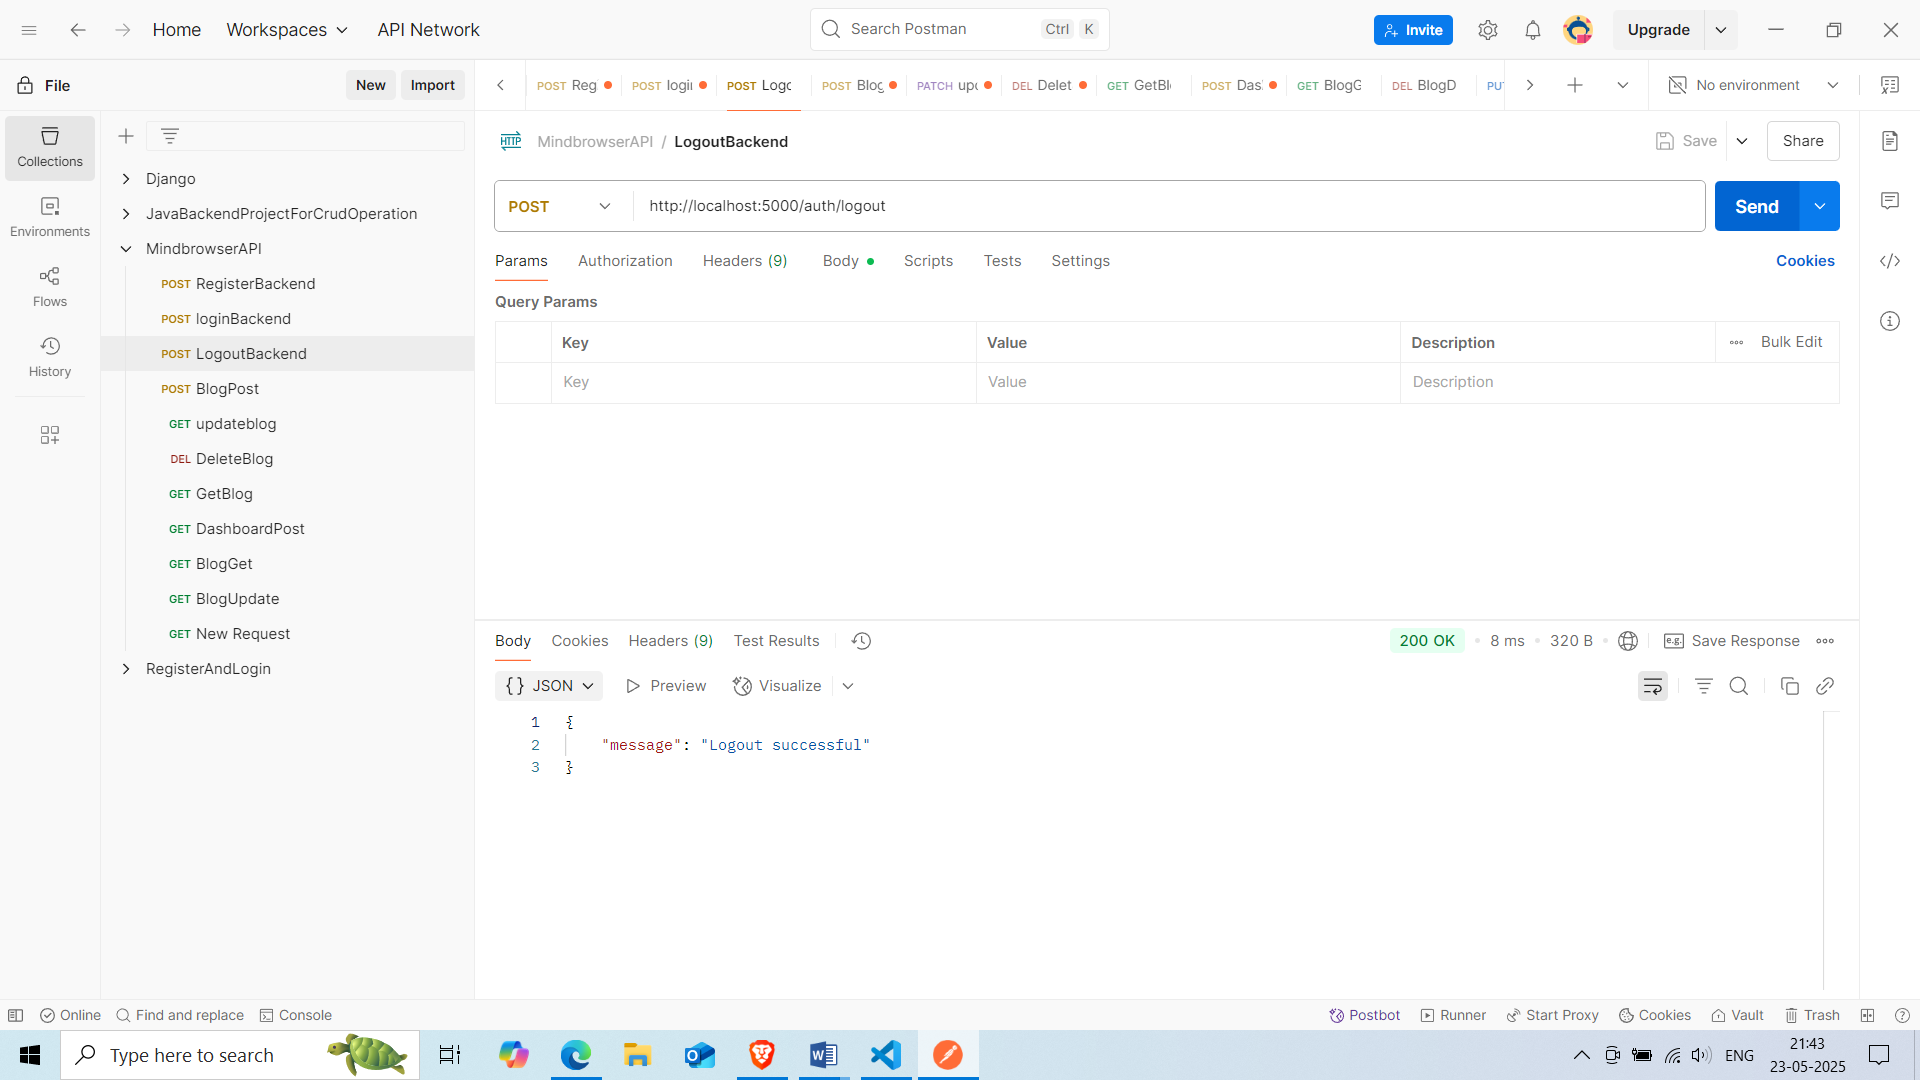 Home Workspaces API Network
Search Postman Ctrl K
Invite Upgrade
File New Import
POST Reg POST login POST Logo POST Blog PATCH upd DEL Delet GET GetBl POST Das GET BlogG DEL BlogD PU
No environment
Collections
Environments
Flows
History
Django
JavaBackendProjectForCrudOperation
MindbrowserAPI
POST RegisterBackend
POST loginBackend
POST LogoutBackend
POST BlogPost
GET updateblog
DEL DeleteBlog
GET GetBlog
GET DashboardPost
GET BlogGet
GET BlogUpdate
GET New Request
RegisterAndLogin
HTTP MindbrowserAPI / LogoutBackend
Save Share
POST http://localhost:5000/auth/logout Send
Params Authorization Headers (9) Body Scripts Tests Settings Cookies
Query Params
Key Value Description Bulk Edit
Key Value Description
Body Cookies Headers (9) Test Results
200 OK 8 ms 320 B e.g. Save Response
{} JSON Preview Visualize
1 {
2 "message": "Logout successful"
3 }
Online Find and replace Console
Postbot Runner Start Proxy Cookies Vault Trash
Type here to search
ENG
21:43
23-05-2025